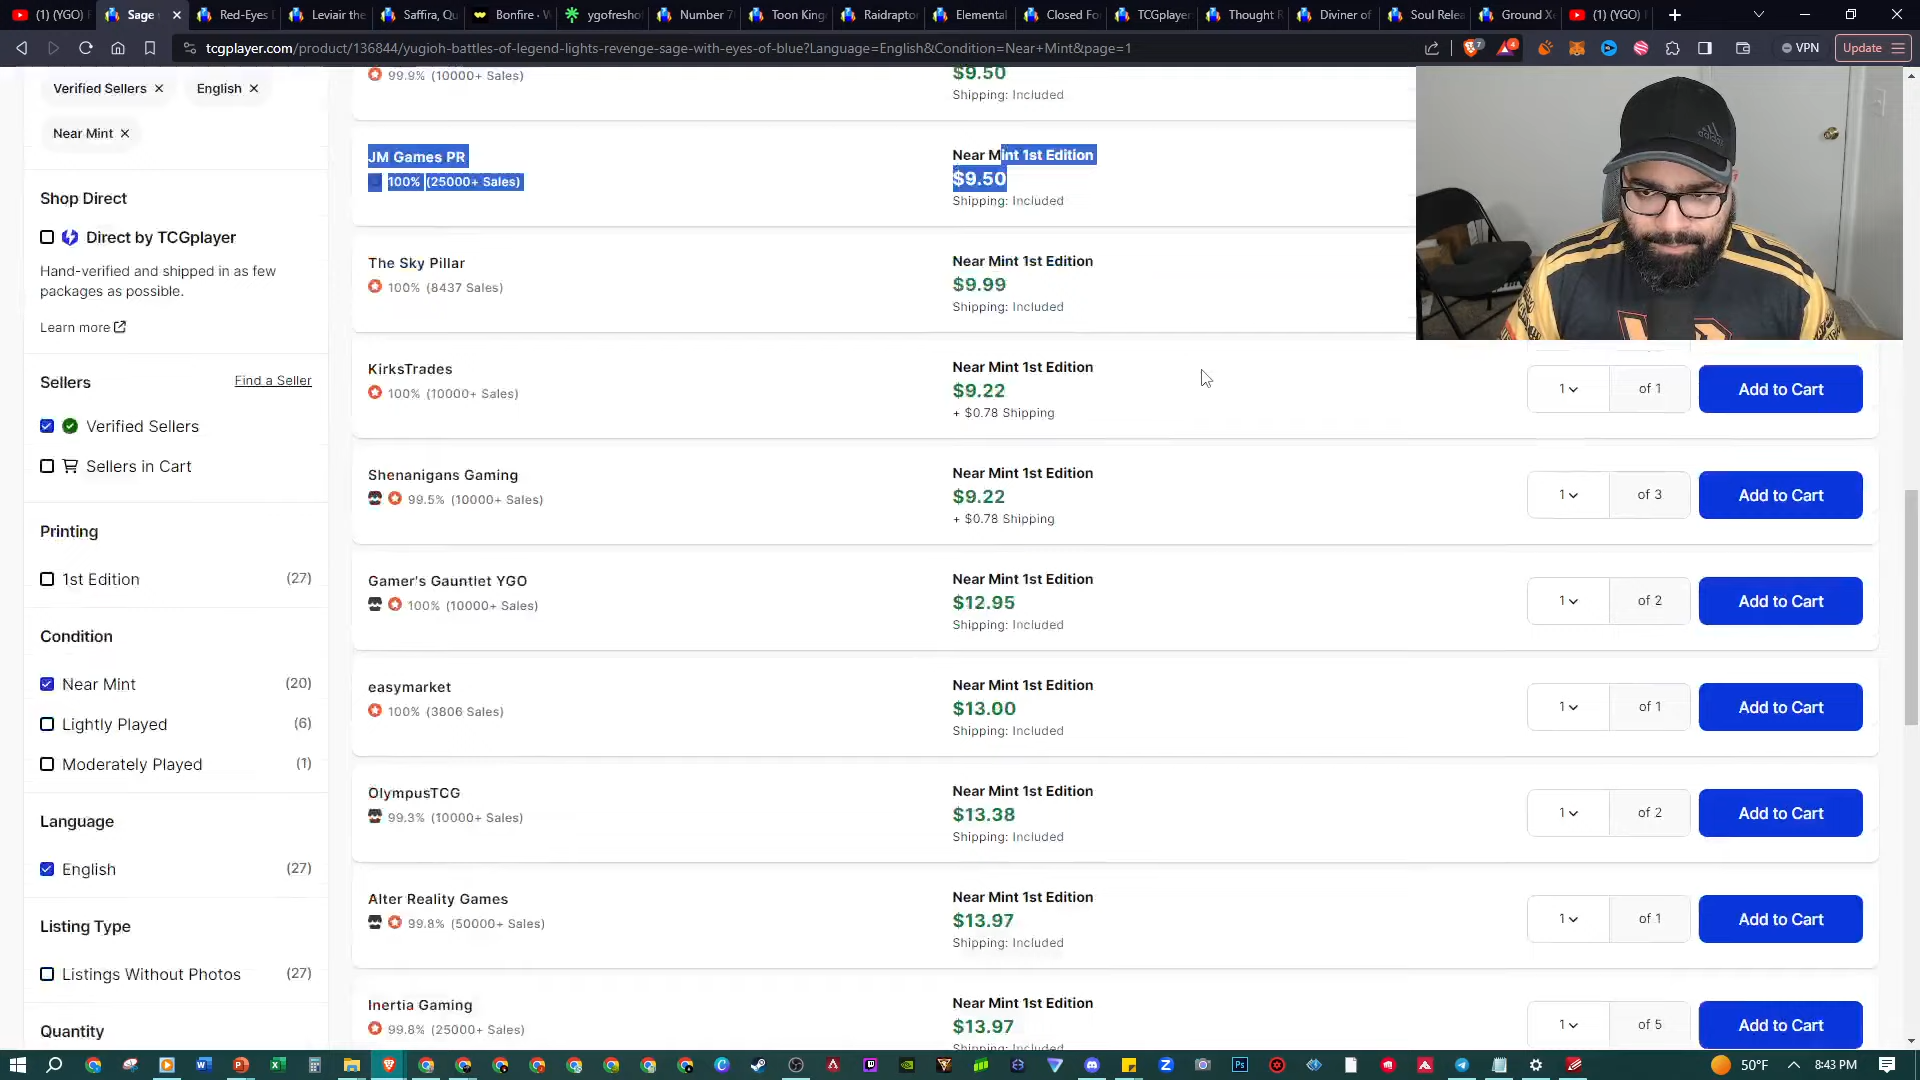 (1) (YGO)
Sage
Red-Eyes
Leviair the
Saffira, Qu
Bonfire
ygofresho
Number 7
Toon King
Raidraptor
Elemental
Closed Fo
TCGplayer
Thought R
Diviner of
Soul Relea
Ground X
(1) (YGO)
tcgplayer.com/product/136844/yugioh-battles-of-legend-lights-revenge-sage-with-eyes-of-blue?Language=English&Condition=Near+Mint&page=1
7
4
VPN
Update
Verified Sellers
English
Near Mint
Shop Direct
Direct by TCGplayer
Hand-verified and shipped in as few
packages as possible.
Learn more
Sellers
Find a Seller
Verified Sellers
Sellers in Cart
Printing
1st Edition (27)
Condition
Near Mint (20)
Lightly Played (6)
Moderately Played (1)
Language
English (27)
Listing Type
Listings Without Photos (27)
Quantity
99.9% (10000+ Sales)
$9.50
Shipping: Included
JM Games PR
100% (25000+ Sales)
Near Mint 1st Edition
$9.50
Shipping: Included
The Sky Pillar
100% (8437 Sales)
Near Mint 1st Edition
$9.99
Shipping: Included
KirksTrades
100% (10000+ Sales)
Near Mint 1st Edition
$9.22
+ $0.78 Shipping
1 of 1 Add to Cart
Shenanigans Gaming
99.5% (10000+ Sales)
Near Mint 1st Edition
$9.22
+ $0.78 Shipping
1 of 3 Add to Cart
Gamer's Gauntlet YGO
100% (10000+ Sales)
Near Mint 1st Edition
$12.95
Shipping: Included
1 of 2 Add to Cart
easymarket
100% (3806 Sales)
Near Mint 1st Edition
$13.00
Shipping: Included
1 of 1 Add to Cart
OlympusTCG
99.3% (10000+ Sales)
Near Mint 1st Edition
$13.38
Shipping: Included
1 of 2 Add to Cart
Alter Reality Games
99.8% (50000+ Sales)
Near Mint 1st Edition
$13.97
Shipping: Included
1 of 1 Add to Cart
Inertia Gaming
99.8% (25000+ Sales)
Near Mint 1st Edition
$13.97
Shipping: Included
1 of 5 Add to Cart
50°F
8:43 PM